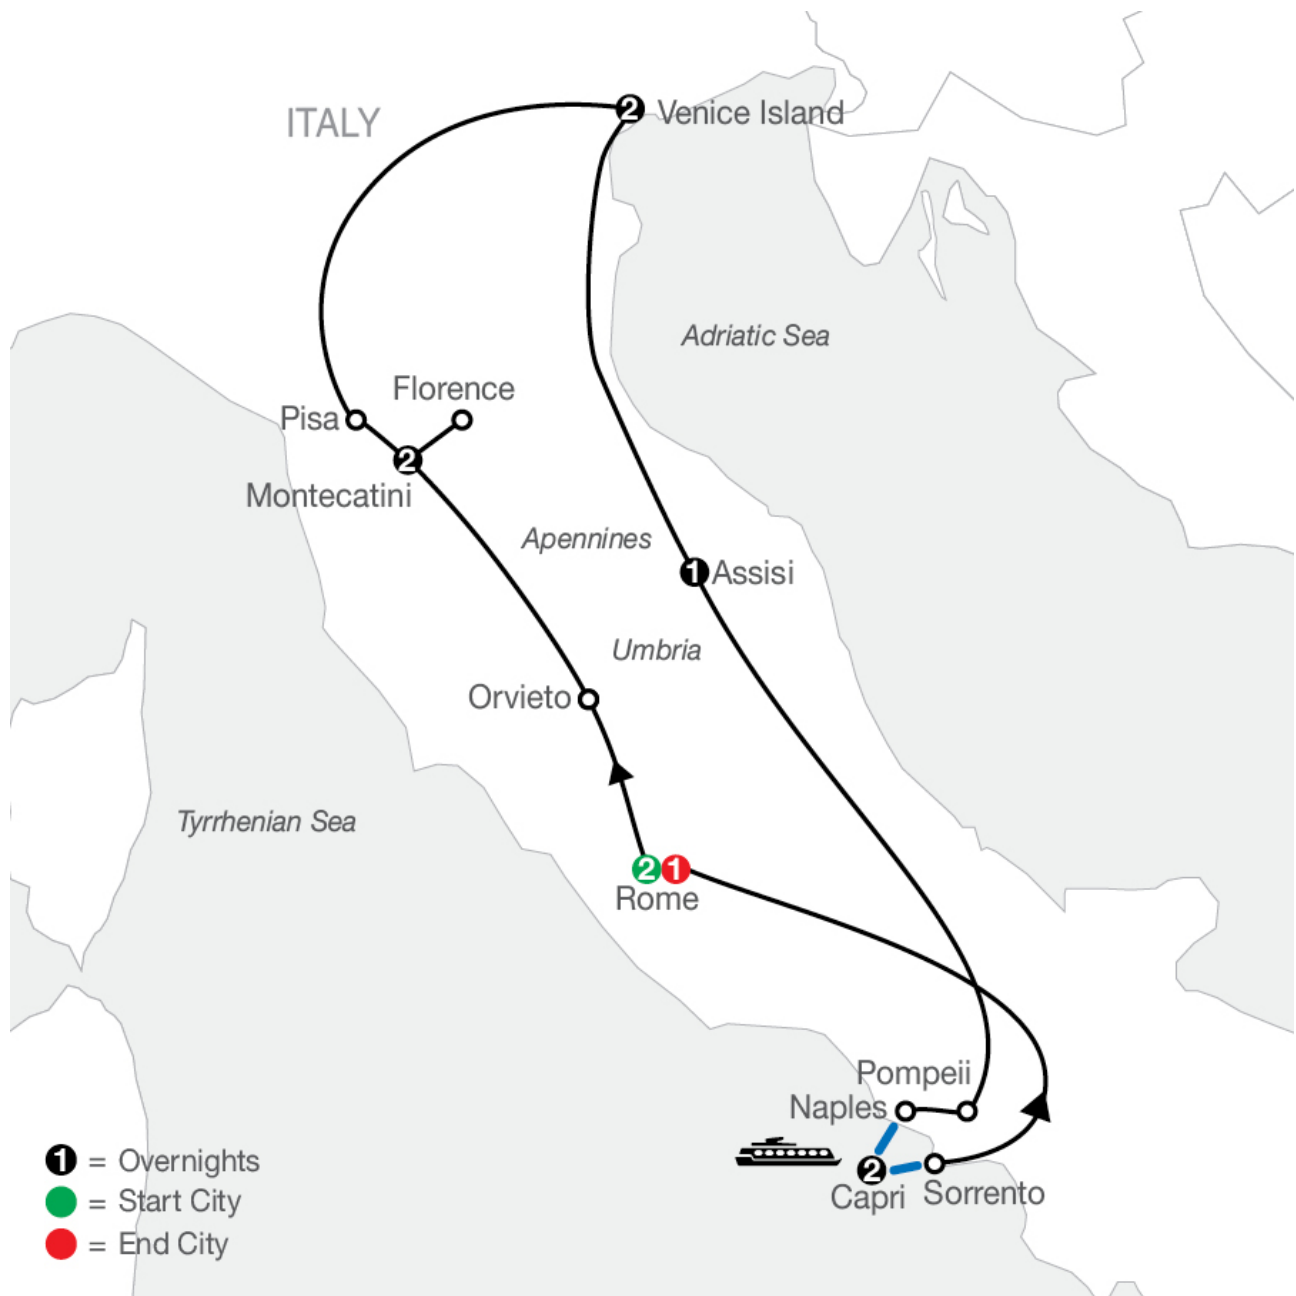 ITALY
2 Venice Island
Adriatic Sea
Florence
Pisa
2
Montecatini
Apennines
1 Assisi
Umbria
Orvieto
Tyrrhenian Sea
2 1
Rome
Pompeii
Naples
2
Capri
Sorrento
1 = Overnights
= Start City
= End City